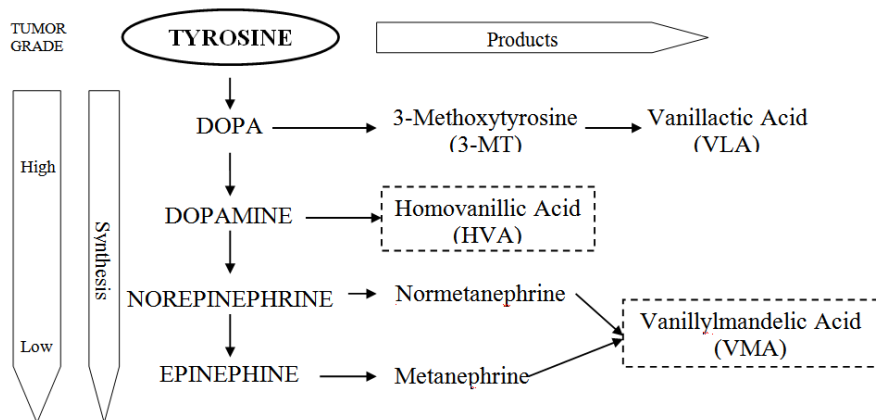 TUMOR
GRADE
TYROSINE
Products
DOPA
3-Methoxytyrosine
(3-MT)
Vanillactic Acid
(VLA)
High
DOPAMINE
Homovanillic Acid
(HVA)
Synthesis
NOREPINEPHRINE
Normetanephrine
Vanillylmandelic Acid
(VMA)
Low
EPINEPHINE
Metanephrine